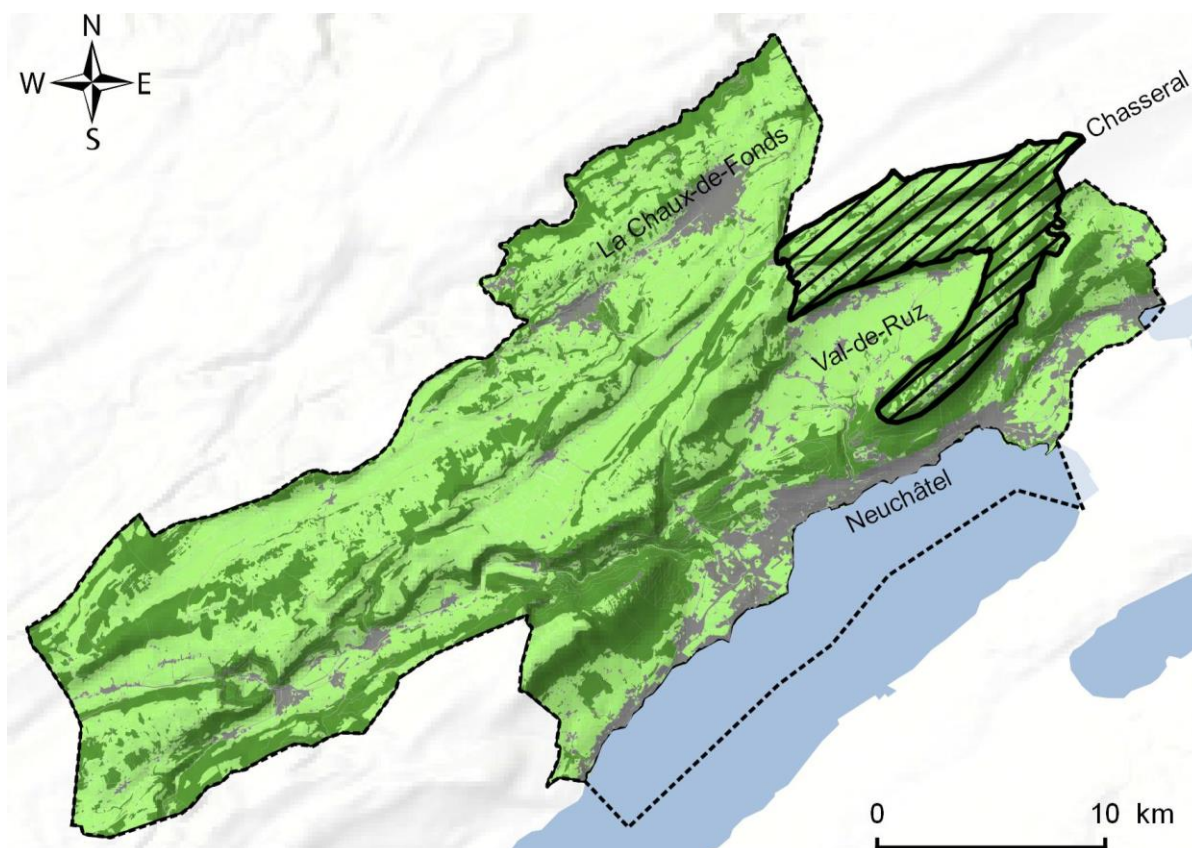 N
W E
S
Chasseral
La Chaux-de-Fonds
Val-de-Ruz
Neuchâtel
0 10 km